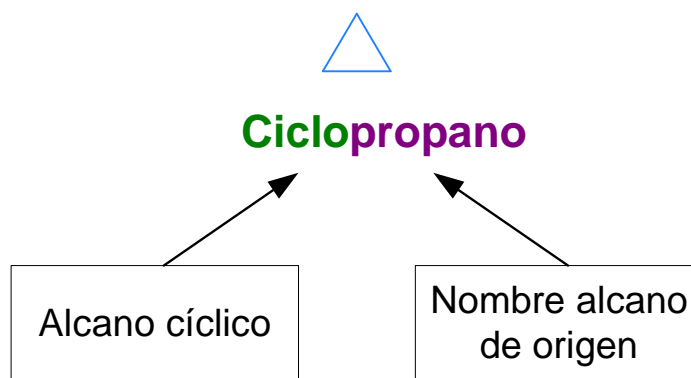 Ciclopropano
Alcano cíclico
Nombre alcano
de origen